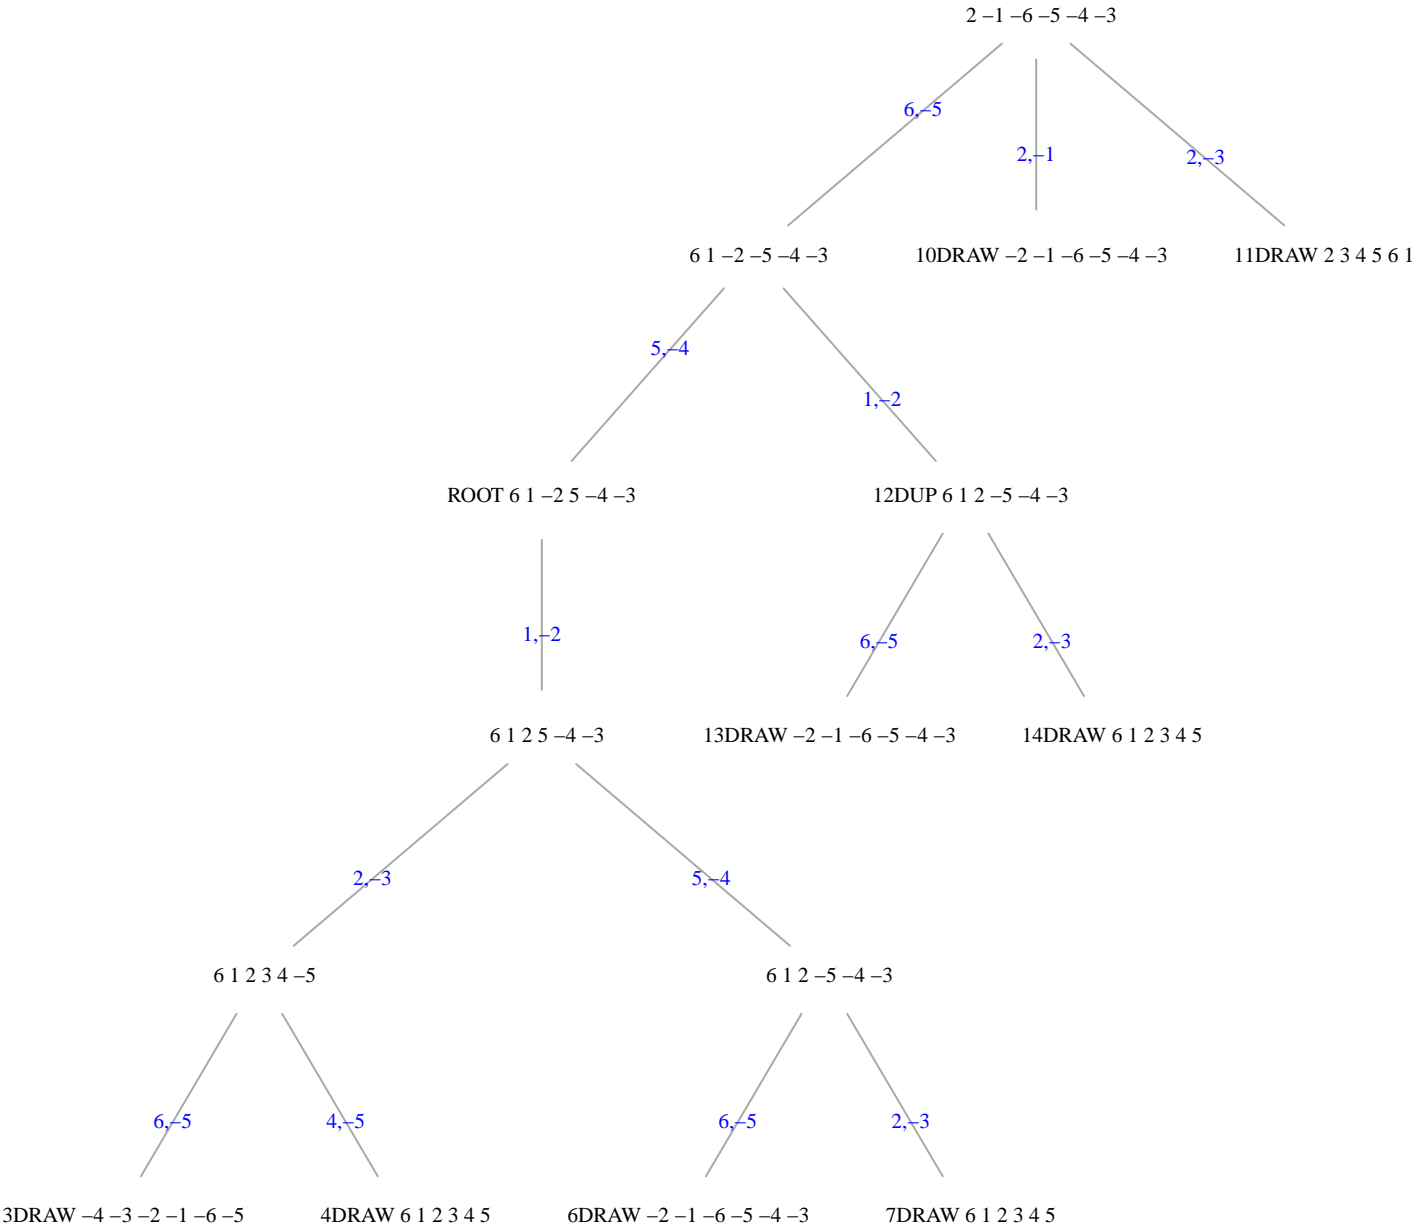 2 –1 –6 –5 –4 –3
6,–5
2,–1
2,–3
6 1 –2 –5 –4 –3
10DRAW –2 –1 –6 –5 –4 –3
11DRAW 2 3 4 5 6 1
5,–4
1,–2
ROOT 6 1 –2 5 –4 –3
12DUP 6 1 2 –5 –4 –3
1,–2
6,–5
2,–3
6 1 2 5 –4 –3
13DRAW –2 –1 –6 –5 –4 –3
14DRAW 6 1 2 3 4 5
2,–3
5,–4
6 1 2 3 4 –5
6 1 2 –5 –4 –3
6,–5
4,–5
6,–5
2,–3
3DRAW –4 –3 –2 –1 –6 –5
4DRAW 6 1 2 3 4 5
6DRAW –2 –1 –6 –5 –4 –3
7DRAW 6 1 2 3 4 5